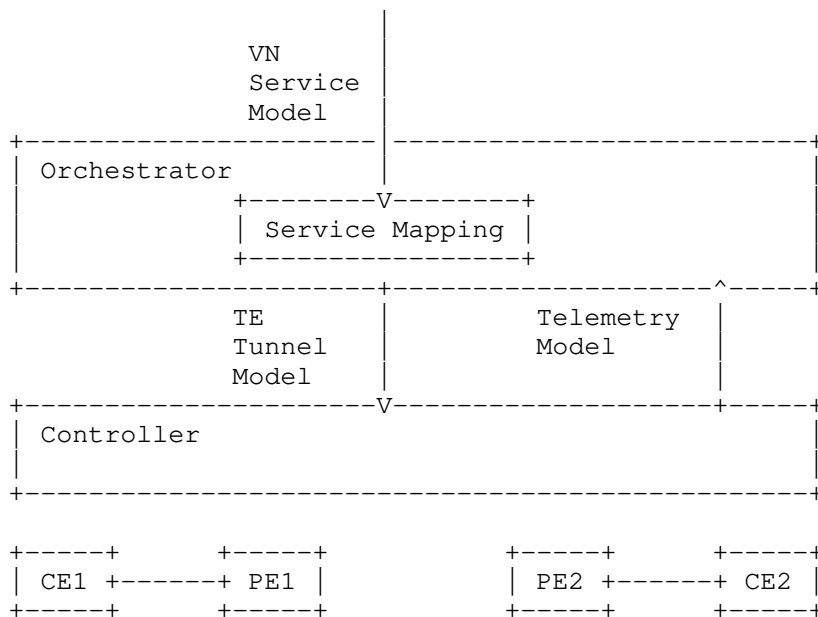 VN
Service
Model
Orchestrator
V
Service Mapping
^
TE Telemetry
Tunnel Model
Model
V
Controller
CE1 PE1 PE2 CE2